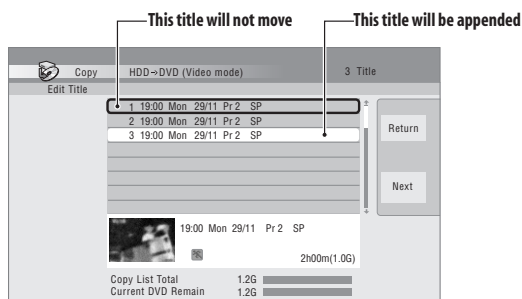 This title will not move
This title will be appended
Copy HDD→DVD (Video mode) 3 Title
Edit Title
1 19:00 Mon 29/11 Pr 2 SP
2 19:00 Mon 29/11 Pr 2 SP
3 19:00 Mon 29/11 Pr 2 SP
Return
Next
19:00 Mon 29/11 Pr 2 SP
2h00m(1.0G)
Copy List Total 1.2G
Current DVD Remain 1.2G